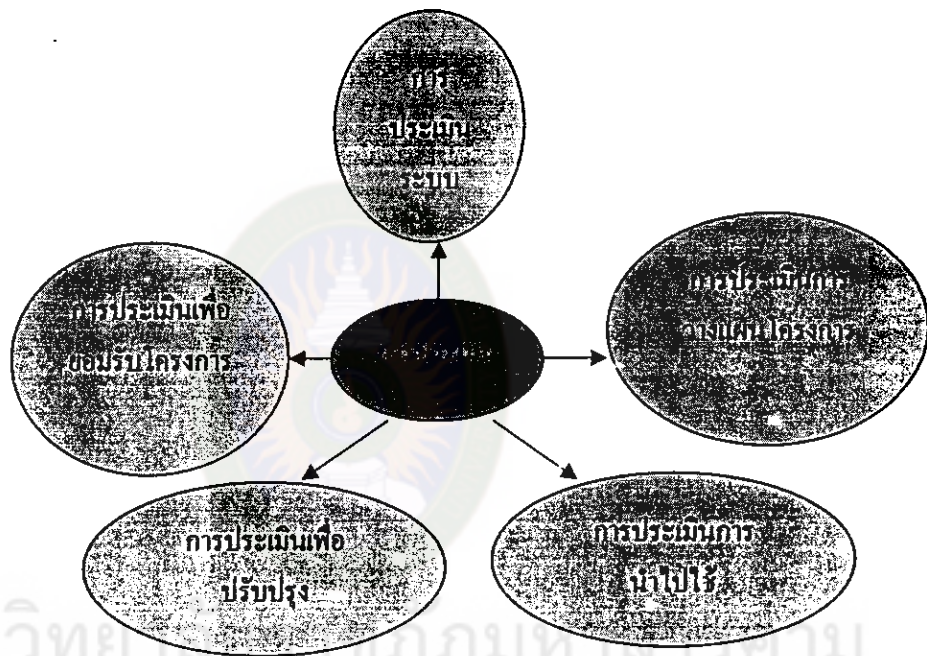 การ
ประเมิน
ระบบ
การประเมินการ
วางแผนโครงการ
การประเมินเพื่อ
ยอมรับโครงการ
การประเมินเพื่อ
ปรับปรุง
การประเมินการ
นำไปใช้